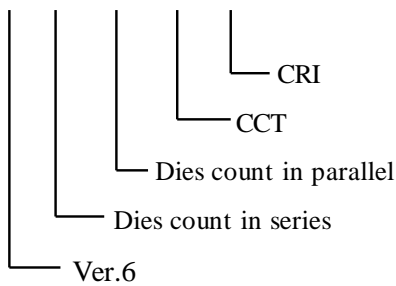 CRI
CCT
Dies count in parallel
Dies count in series
Ver.6